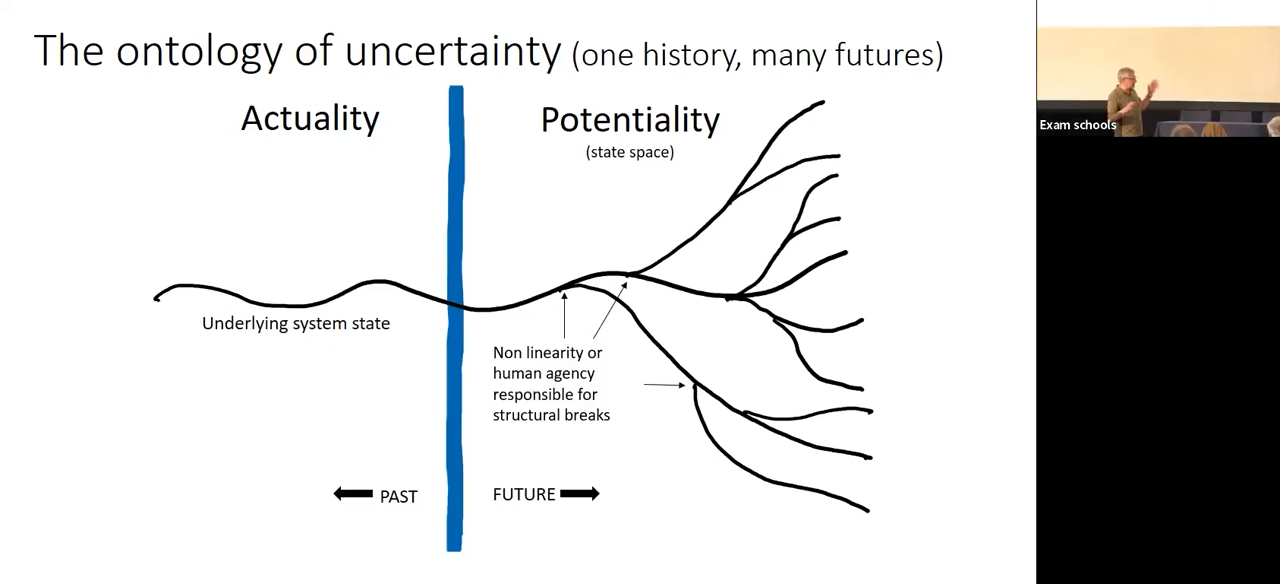 The ontology of uncertainty (one history, many futures)
Actuality
Potentiality
(state space)
Underlying system state
Non linearity or
human agency
responsible for
structural breaks
PAST
FUTURE
Exam schools